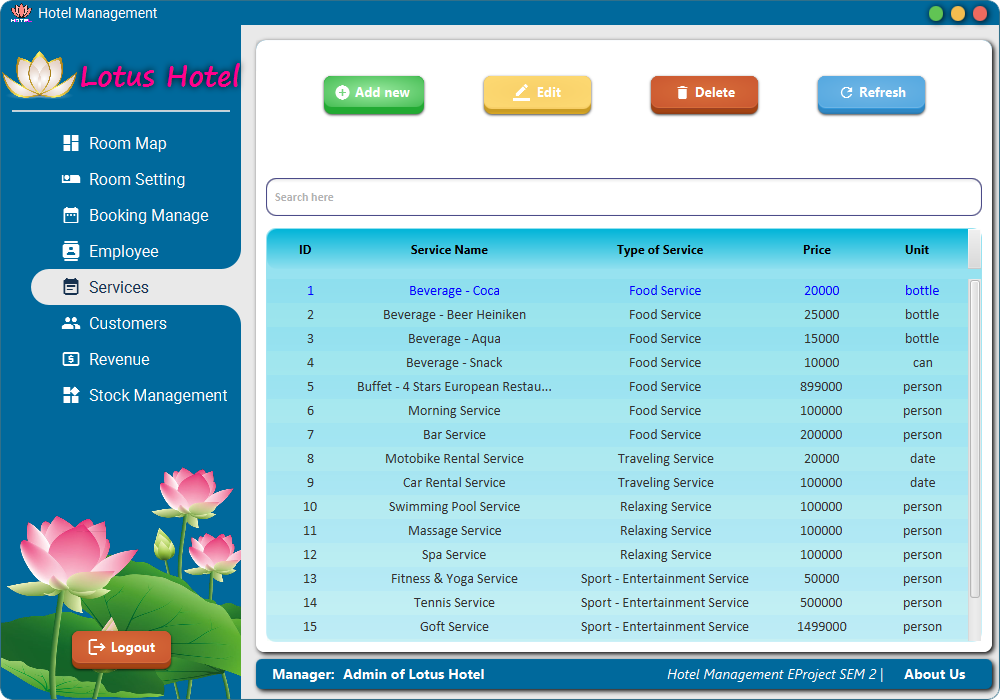 Hotel Management
Lotus Hotel
Room Map
Room Setting
Booking Manage
Employee
Services
Customers
Revenue
Stock Management
Logout
Add new
Edit
Delete
Refresh
Search here
ID Service Name Type of Service Price Unit
1 Beverage - Coca Food Service 20000 bottle
2 Beverage - Beer Heiniken Food Service 25000 bottle
3 Beverage - Aqua Food Service 15000 bottle
4 Beverage - Snack Food Service 10000 can
5 Buffet - 4 Stars European Restau... Food Service 899000 person
6 Morning Service Food Service 100000 person
7 Bar Service Food Service 200000 person
8 Motobike Rental Service Traveling Service 20000 date
9 Car Rental Service Traveling Service 100000 date
10 Swimming Pool Service Relaxing Service 100000 person
11 Massage Service Relaxing Service 100000 person
12 Spa Service Relaxing Service 100000 person
13 Fitness & Yoga Service Sport - Entertainment Service 50000 person
14 Tennis Service Sport - Entertainment Service 500000 person
15 Goft Service Sport - Entertainment Service 1499000 person
Manager: Admin of Lotus Hotel
Hotel Management EProject SEM 2 | About Us